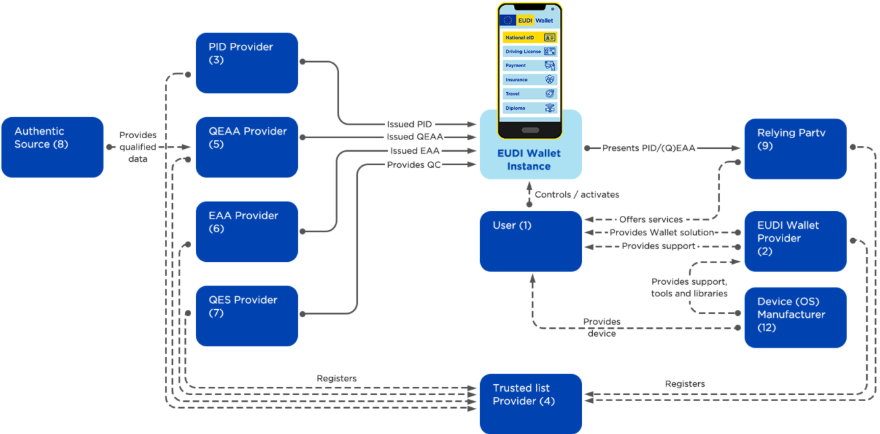 EUDI Wallet
National eID
Driving License
Payment
Insurance
Travel
Diploma
PID Provider
(3)
Authentic
Source (8)
Provides
qualified
data
QEAA Provider
(5)
EAA Provider
(6)
QES Provider
(7)
Issued PID
Issued QEAA
Issued EAA
Provides QC
EUDI Wallet
Instance
Presents PID/(Q)EAA
Relying Party
(9)
Controls / activates
User (1)
Offers services
Provides Wallet solution
Provides support
EUDI Wallet
Provider
(2)
Provides support,
tools and libraries
Device (OS)
Manufacturer
(12)
Provides
device
Registers
Trusted list
Provider (4)
Registers